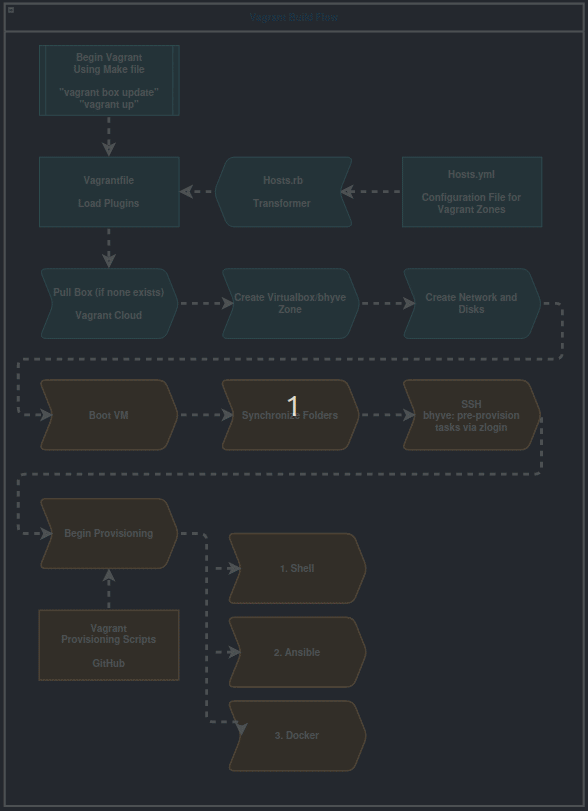 Vagrant Build Flow
Begin Vagrant
Using Make file
"vagrant box update"
"vagrant up"
Vagrantfile
Load Plugins
Hosts.rb
Transformer
Hosts.yml
Configuration File for
Vagrant Zones
Pull Box (if none exists)
Vagrant Cloud
Create Virtualbox/bhyve
Zone
Create Network and
Disks
Boot VM
1
Synchronize Folders
SSH
bhyve: pre-provision
tasks via zlogin
Begin Provisioning
Vagrant
Provisioning Scripts
GitHub
1. Shell
2. Ansible
3. Docker